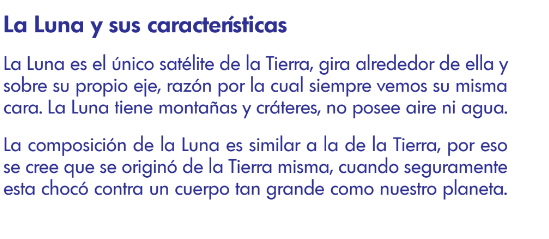 La Luna y sus características
La Luna es el único satélite de la Tierra, gira alrededor de ella y
sobre su propio eje, razón por la cual siempre vemos su misma
cara. La Luna tiene montañas y cráteres, no posee aire ni agua.
La composición de la Luna es similar a la de la Tierra, por eso
se cree que se originó de la Tierra misma, cuando seguramente
esta chocó contra un cuerpo tan grande como nuestro planeta.